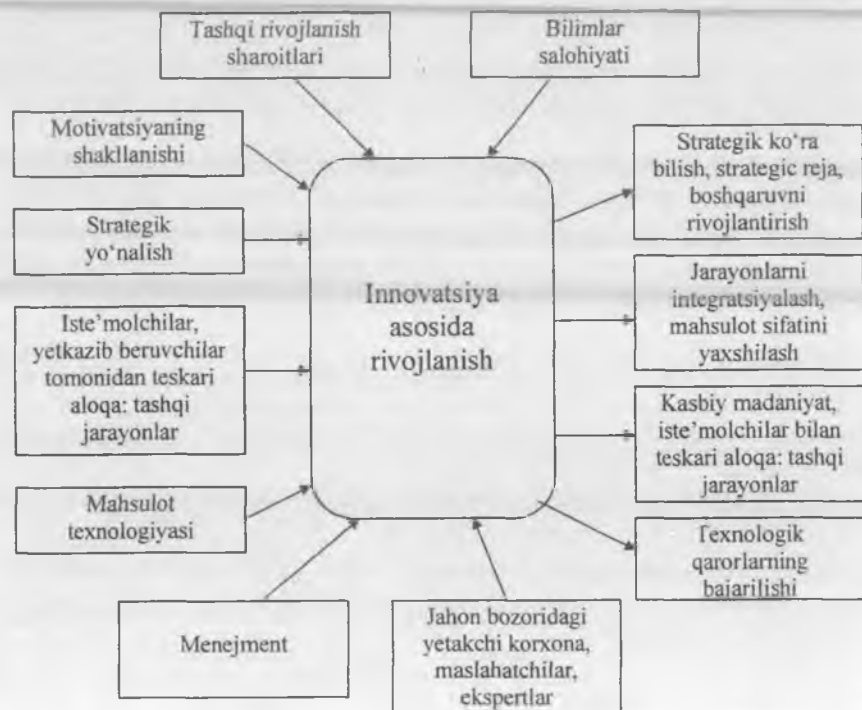 Tashqi rivojlanish
sharoitlari
Bilimlar
salohiyati
Motivatsiyaning
shakllanishi
Strategik
yo‘nalish
Iste’molchilar,
yetkazib beruvchilar
tomonidan teskari
aloqa: tashqi
jarayonlar
Mahsulot
texnologiyasi
Menejment
Innovatsiya
asosida
rivojlanish
Jahon bozoridagi
yetakchi korxona,
maslahatchilar,
ekspertlar
Strategik ko‘ra
bilish, strategic reja,
boshqaruvni
rivojlantirish
Jarayonlarni
integratsiyalash,
mahsulot sifatini
yaxshilash
Kasbiy madaniyat,
iste’molchilar bilan
teskari aloqa: tashqi
jarayonlar
Texnologik
qarorlarning
bajarilishi